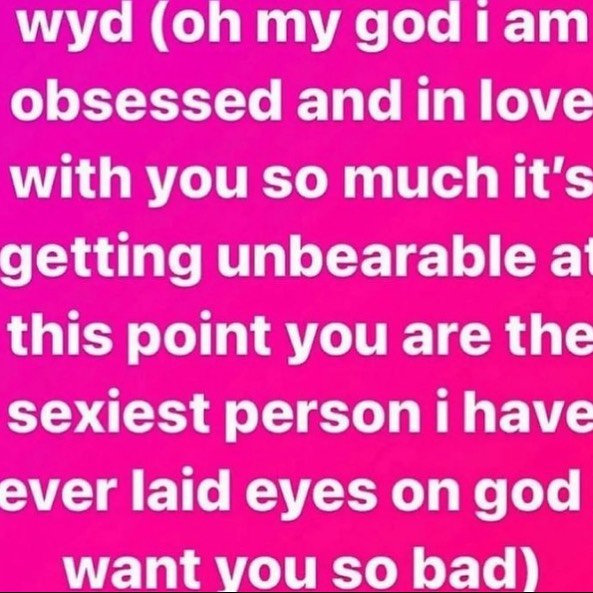 wyd (oh my god i am
obsessed and in love
with you so much it's
getting unbearable at
this point you are the
sexiest person i have
ever laid eyes on god
want you so bad)